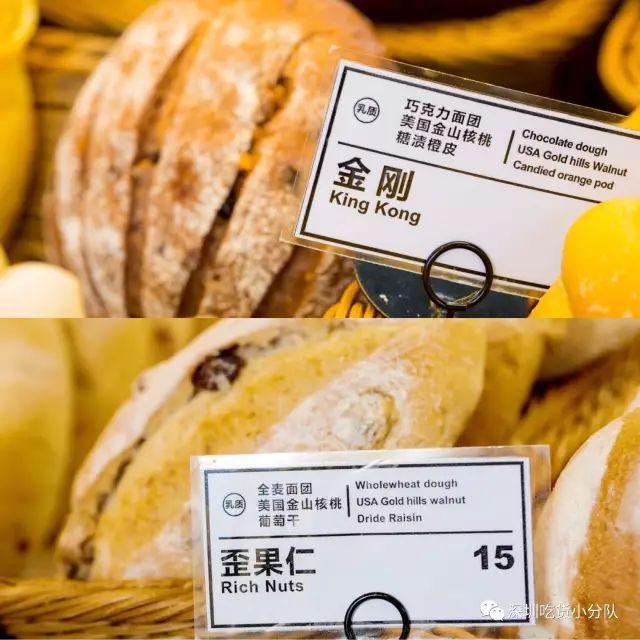 乳质
巧克力面团
美国金山核桃
糖渍橙皮
Chocolate dough
USA Gold hills Walnut
Candied orange pod
金刚
King Kong
乳质
全麦面团
美国金山核桃
葡萄干
Wholewheat dough
USA Gold hills walnut
Dride Raisin
歪果仁
Rich Nuts
15
深圳吃货小分队